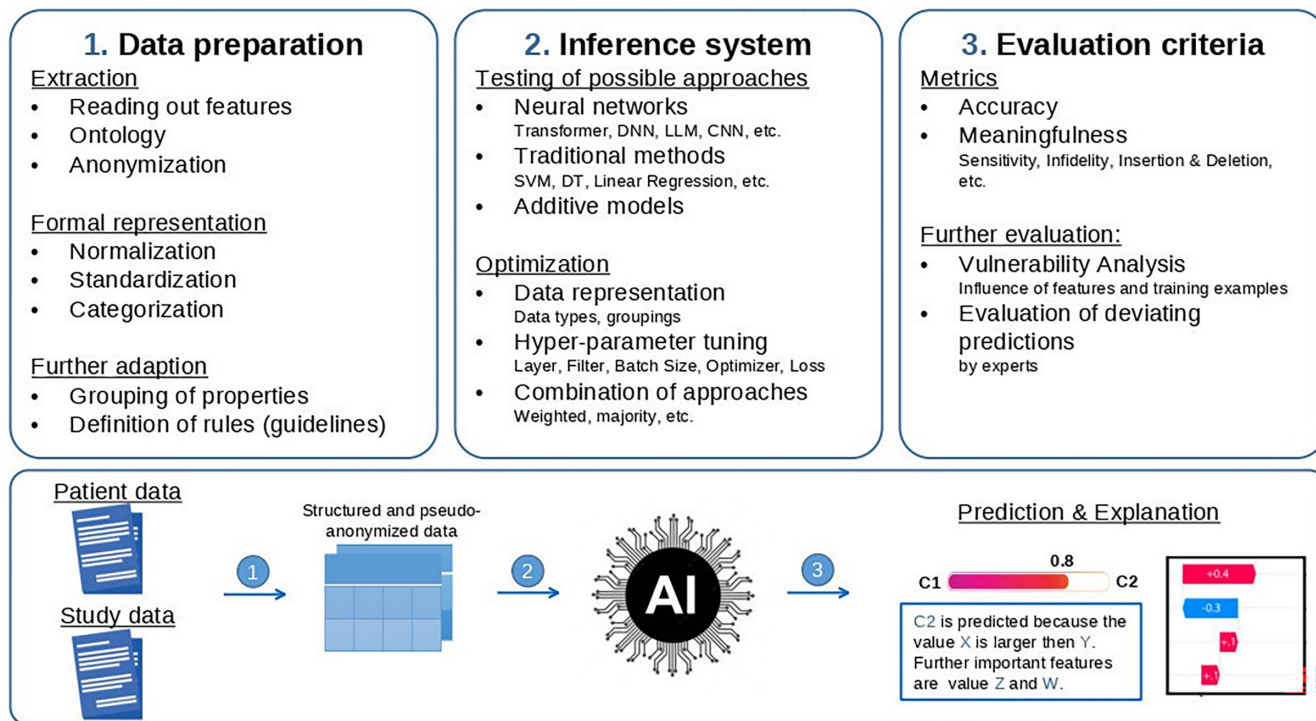 1. Data preparation
Extraction
• Reading out features
• Ontology
• Anonymization
Formal representation
• Normalization
• Standardization
• Categorization
Further adaption
• Grouping of properties
• Definition of rules (guidelines)
2. Inference system
Testing of possible approaches
• Neural networks
Transformer, DNN, LLM, CNN, etc.
• Traditional methods
SVM, DT, Linear Regression, etc.
• Additive models
Optimization
• Data representation
Data types, groupings
• Hyper-parameter tuning
Layer, Filter, Batch Size, Optimizer, Loss
• Combination of approaches
Weighted, majority, etc.
3. Evaluation criteria
Metrics
• Accuracy
• Meaningfulness
Sensitivity, Infidelity, Insertion & Deletion,
etc.
Further evaluation:
• Vulnerability Analysis
Influence of features and training examples
• Evaluation of deviating
predictions
by experts
Patient data
Study data
1
Structured and pseudo-
anonymized data
2
AI
3
Prediction & Explanation
0.8
C1
C2
C2 is predicted because the
value X is larger then Y.
Further important features
are value Z and W.
+0.4
-0.3
+.1
+.1